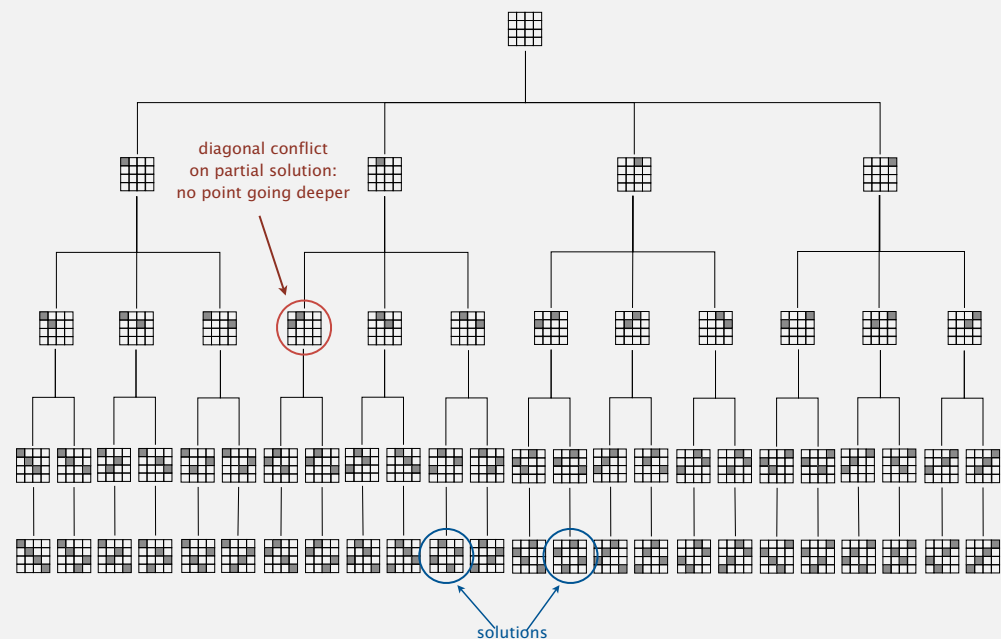 diagonal conflict
on partial solution:
no point going deeper
solutions